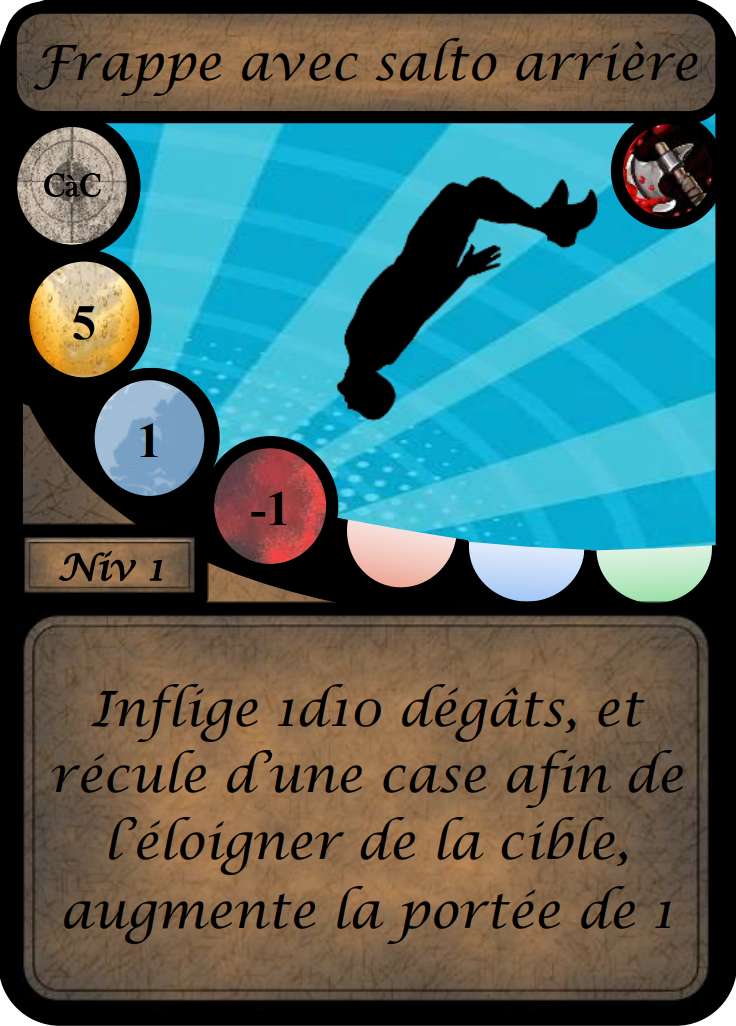 Frappe avec salto arrière
CàC
5
1
-1
Niv 1
Inflige 1d10 dégâts, et
récule d'une case afin de
l'éloigner de la cible,
augmente la portée de 1